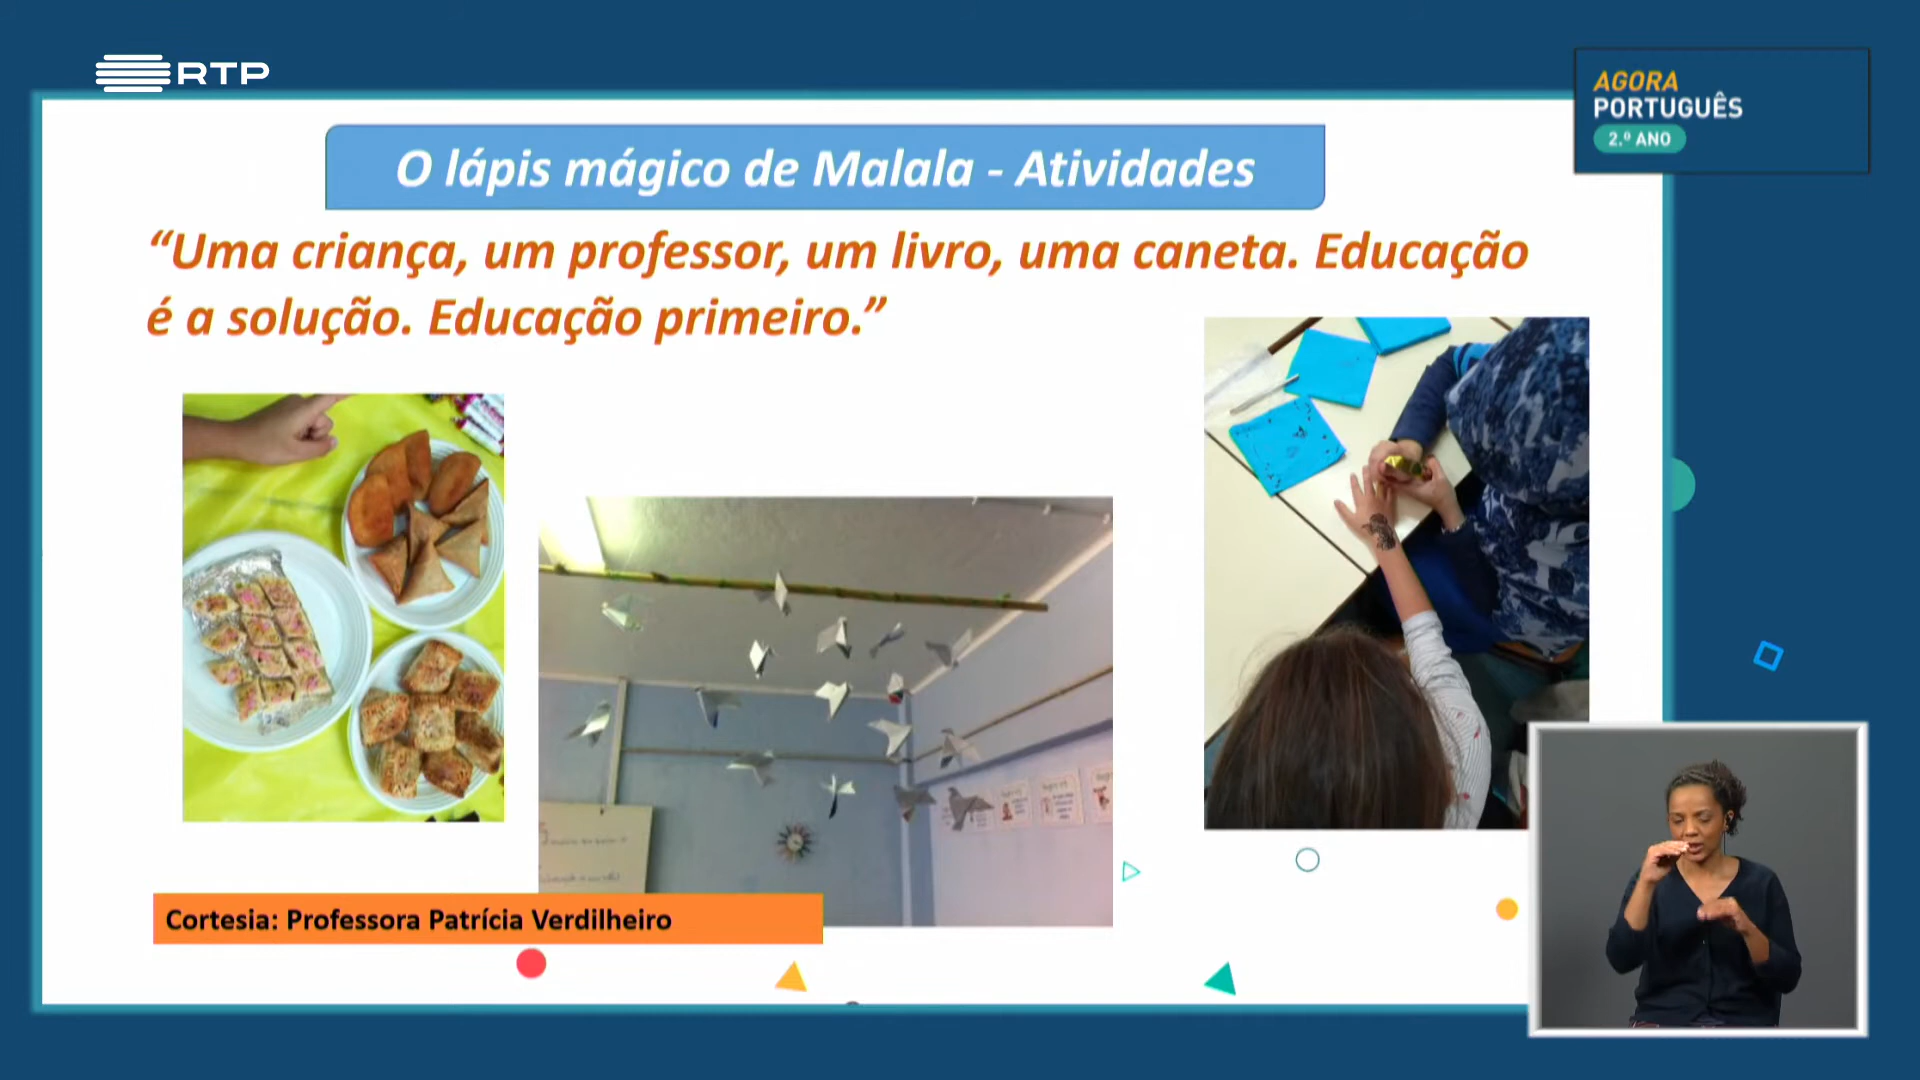 RTP
AGORA
PORTUGUÊS
2.º ANO
O lápis mágico de Malala - Atividades
“Uma criança, um professor, um livro, uma caneta. Educação
é a solução. Educação primeiro.”
Cortesia: Professora Patrícia Verdilheiro